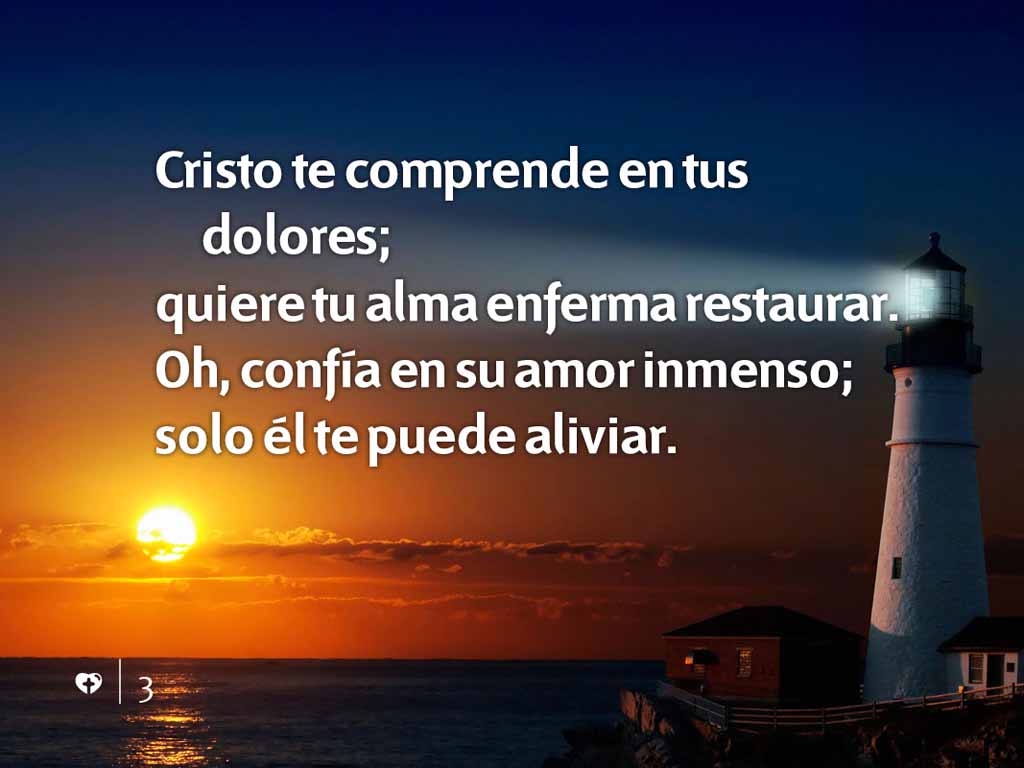 Cristo te comprende en tus
dolores;
quiere tu alma enferma restaurar.
Oh, confía en su amor inmenso;
solo él te puede aliviar.
3